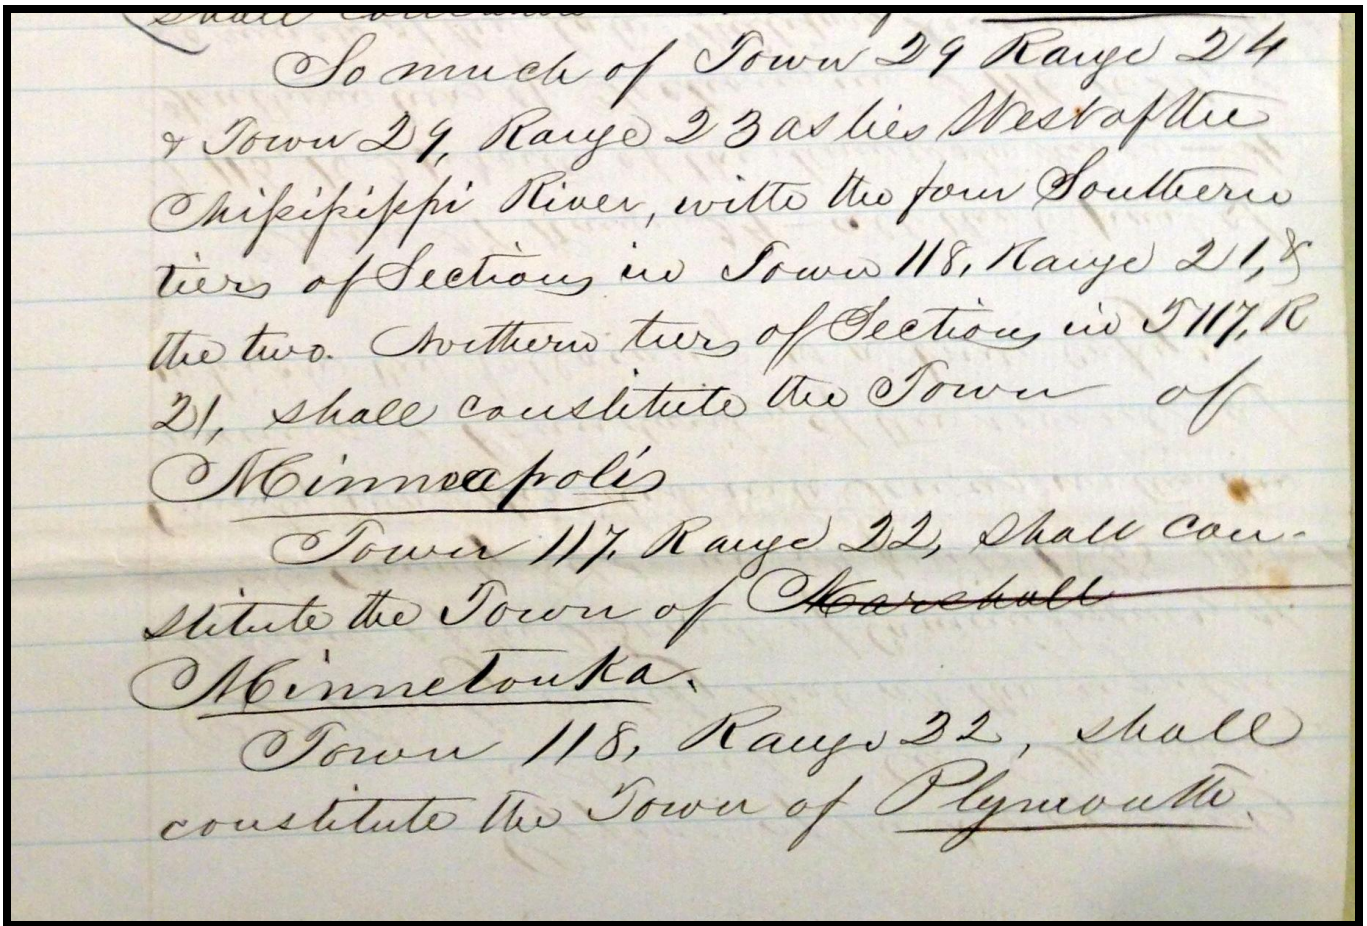 shall constitute
So much of Town 29 Range 24
& Town 29, Range 23 as lies West of the
Mississippi River, with the four Southern
tiers of Sections in Town 118, Range 21, &
the two. Northern tiers of Sections in T 117, R
21, shall constitute the Town of
Minneapolis
Town 117, Range 22, shall con-
stitute the Town of Marshall
Minnetonka.
Town 118, Range 22, shall
constitute the Town of Plymouth.